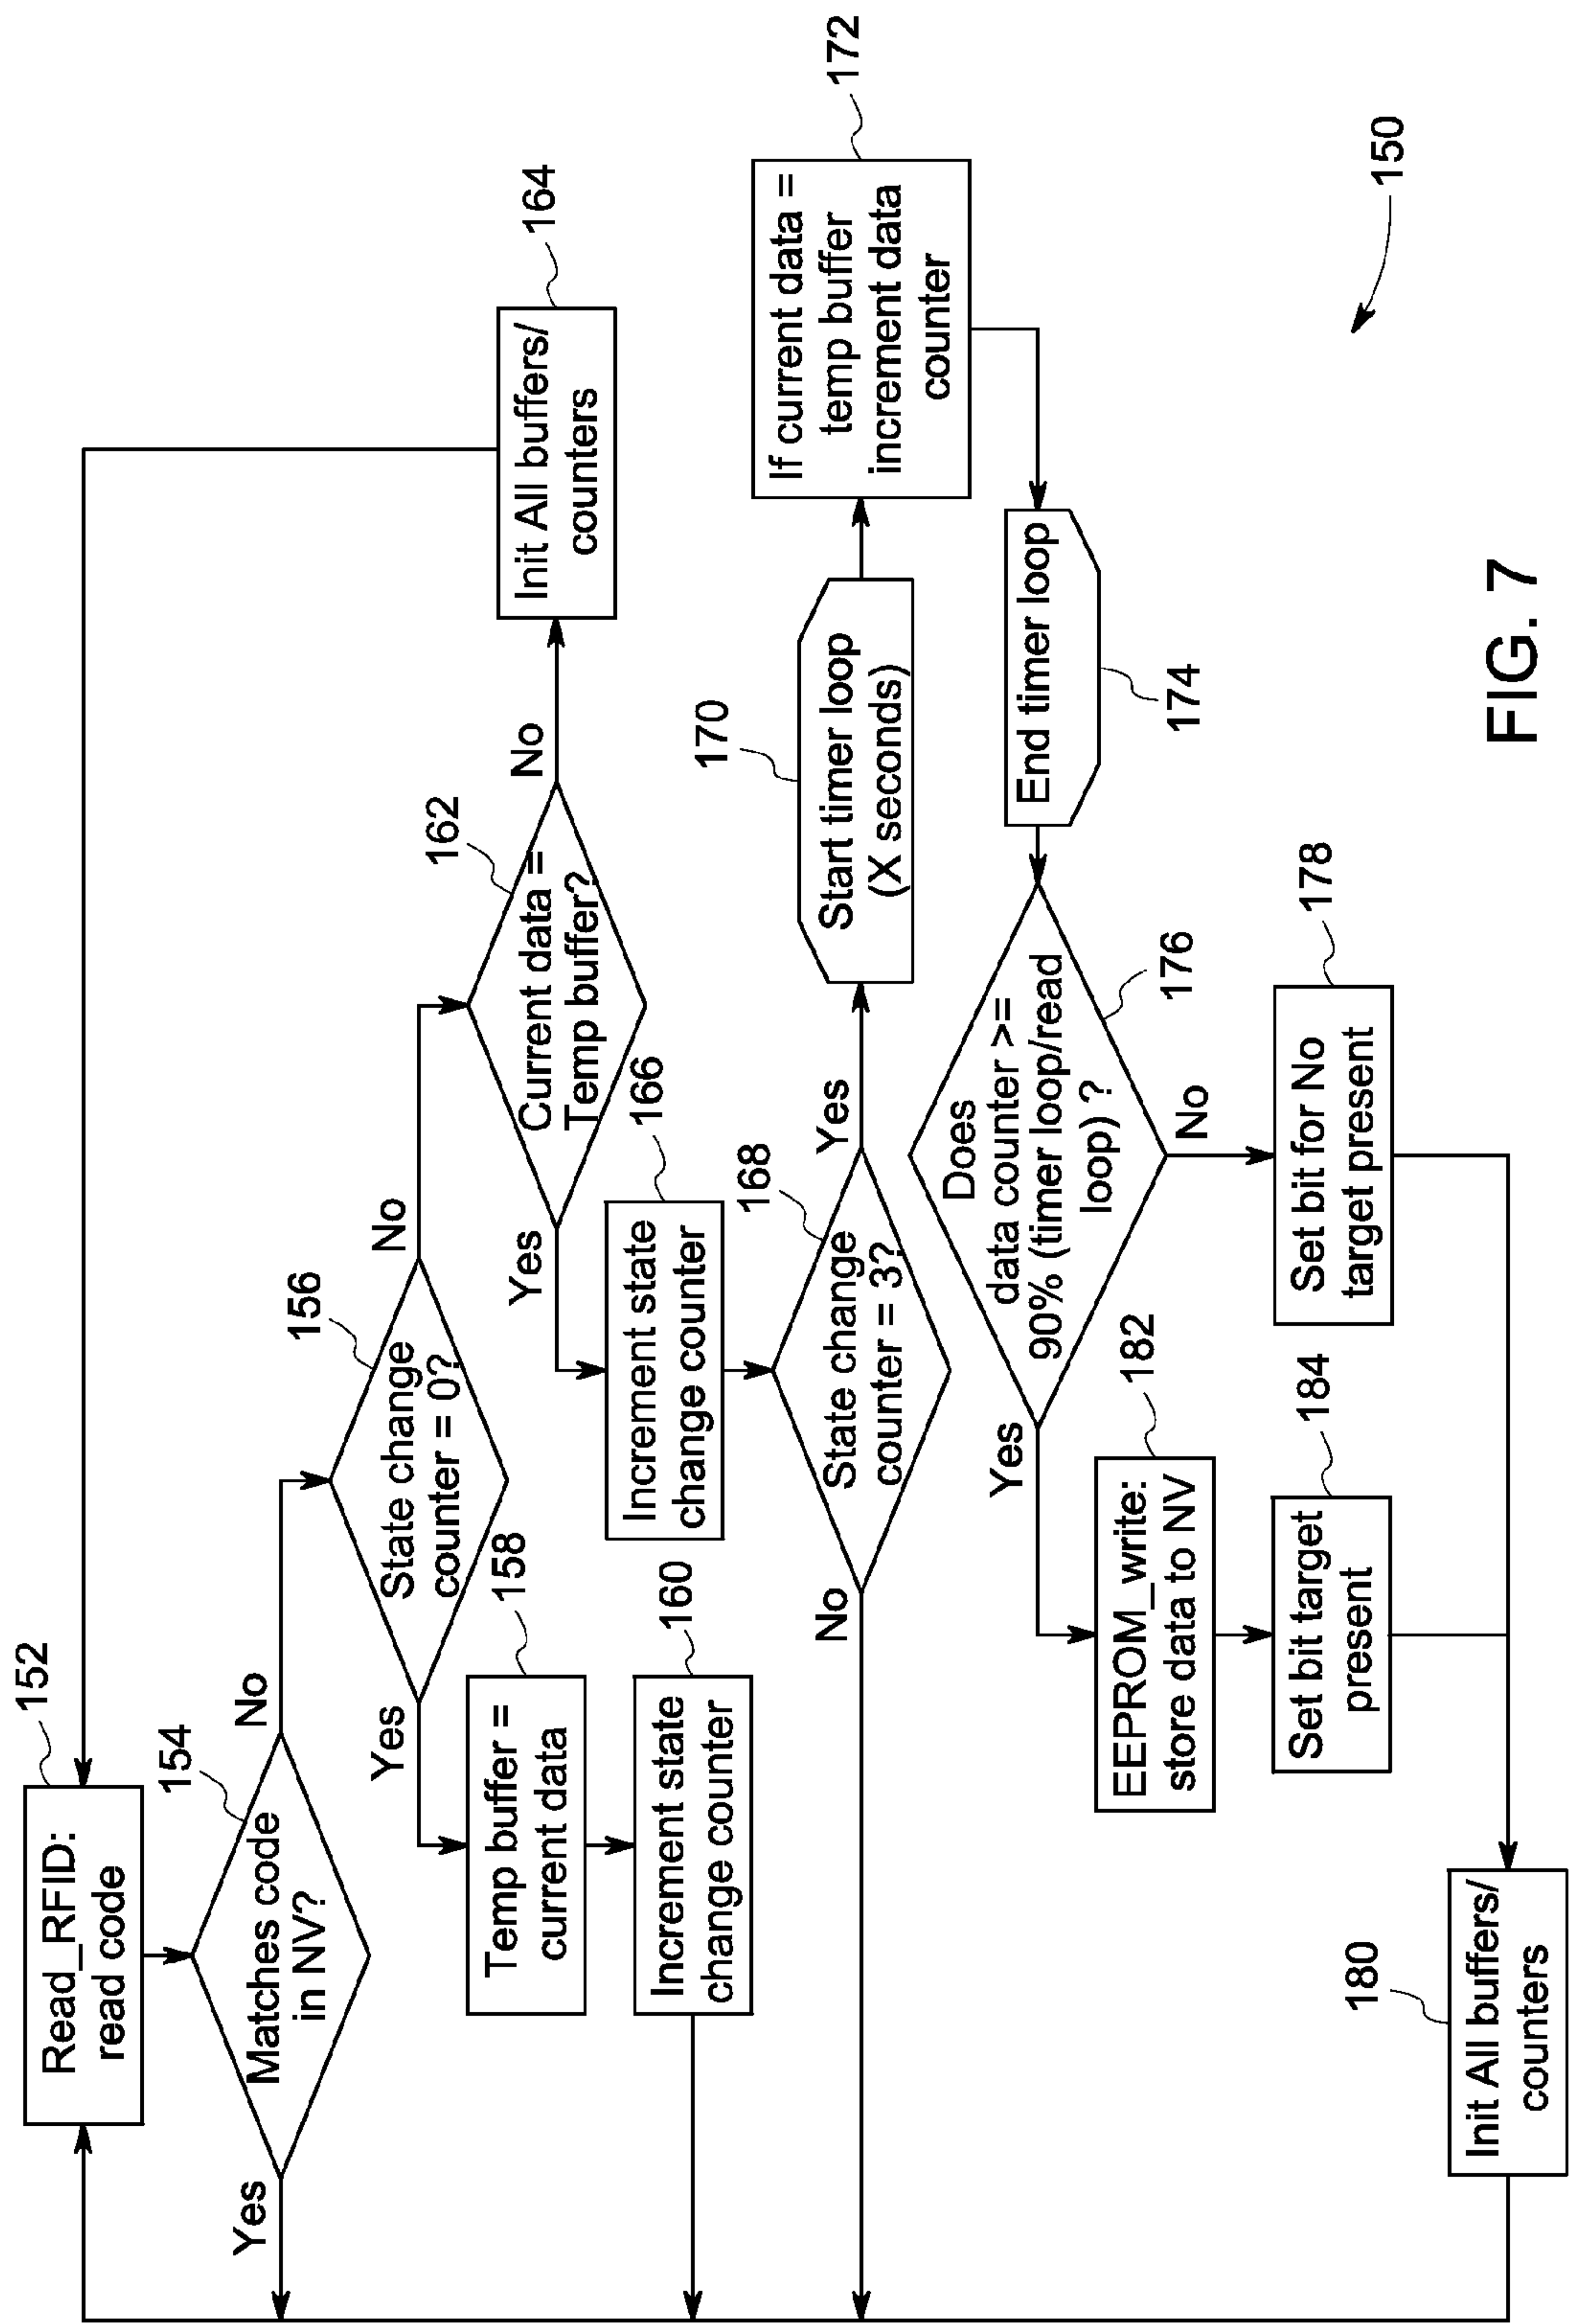 152
Read_RFID:
read code
154
Matches code
in NV?
Yes
No
156
State change
counter = 0?
Yes
No
158
Temp buffer =
current data
160
Increment state
change counter
162
Current data =
Temp buffer?
Yes
No
164
Init All buffers/
counters
166
Increment state
change counter
168
State change
counter = 3?
No
Yes
170
Start timer loop
(X seconds)
172
If current data =
temp buffer
increment data
counter
End timer loop
174
Does
data counter >=
90% (timer loop/read
loop) ?
176
Yes
No
178
Set bit for No
target present
182
EEPROM_write:
store data to NV
184
Set bit target
present
180
Init All buffers/
counters
150
FIG. 7